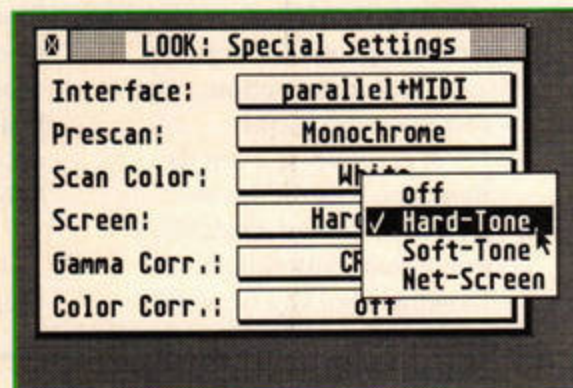 LOOK: Special Settings
Interface: parallel+MIDI
Prescan: Monochrome
Scan Color: White
Screen:
off
✓ Hard-Tone
Soft-Tone
Net-Screen
Gamma Corr.:
Color Corr.: off